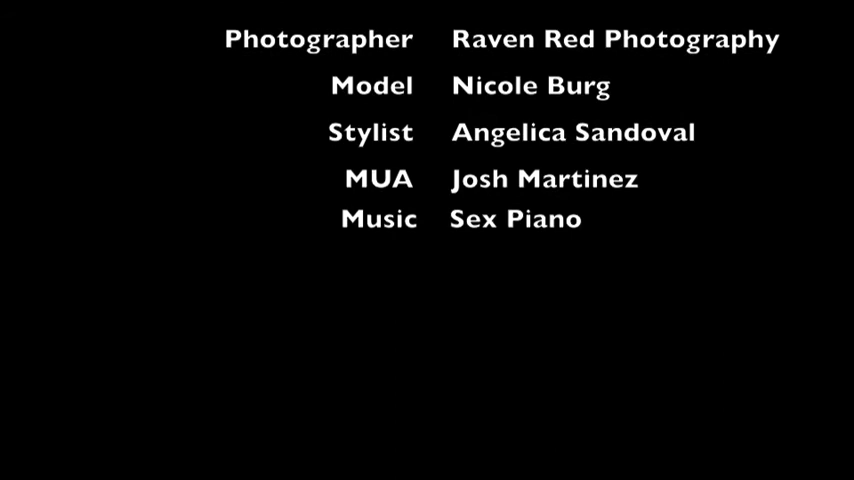 Photographer Raven Red Photography
Model Nicole Burg
Stylist Angelica Sandoval
MUA Josh Martinez
Music Sex Piano